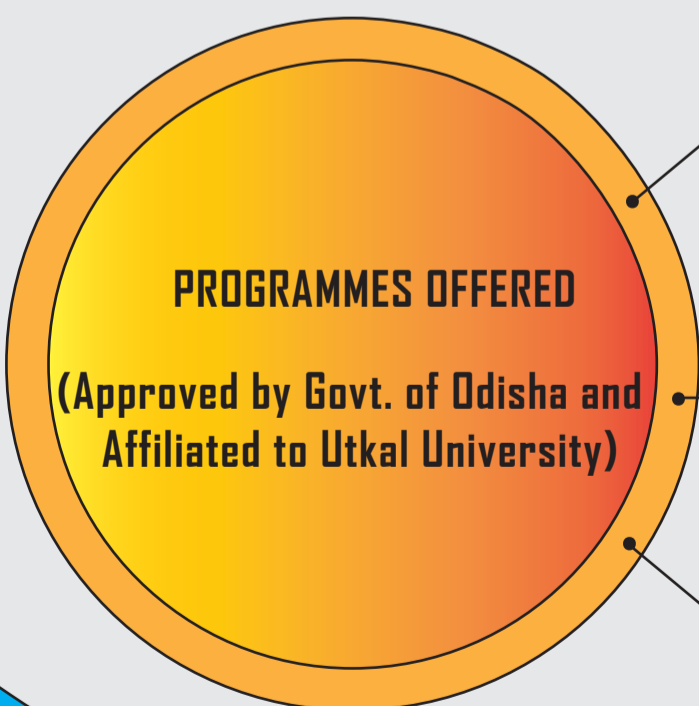 PROGRAMMES OFFERED
(Approved by Govt. of Odisha and
Affiliated to Utkal University)